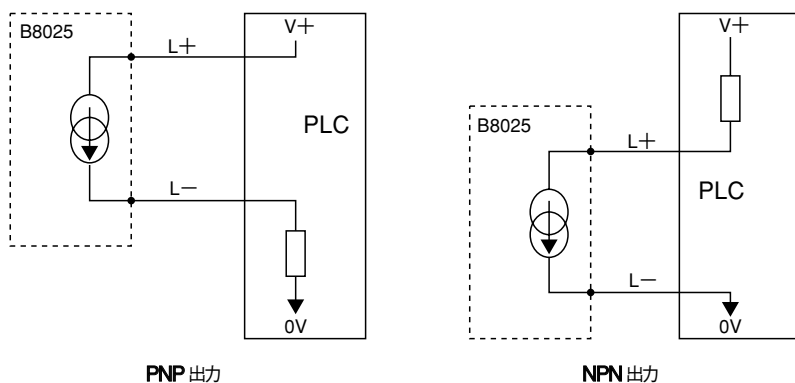 B8025
L+
V+
PLC
L−
0V
PNP 出力
B8025
L+
V+
PLC
L−
0V
NPN 出力